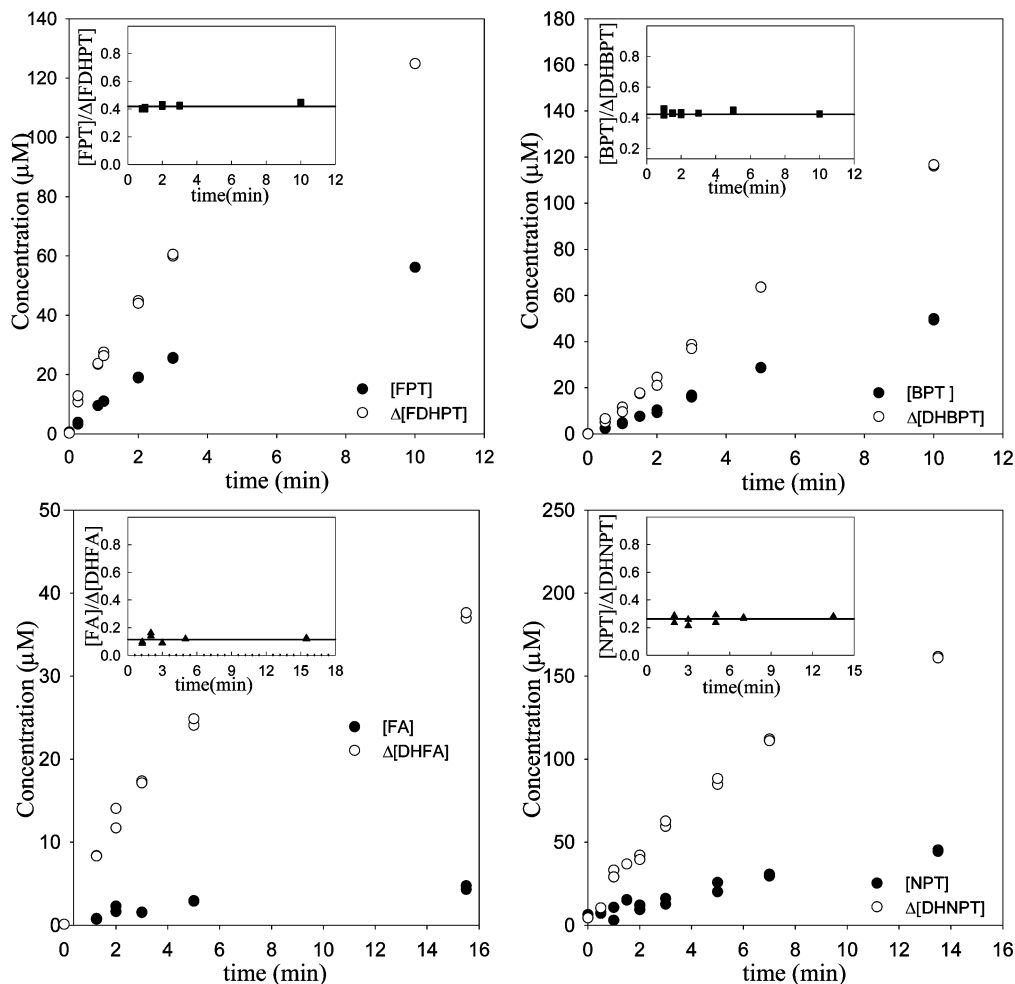 140
120
100
80
60
40
20
0
Concentration (µM)
0 2 4 6 8 10 12
time (min)
[FPT]
Δ[FDHPT]
[FPT]/Δ[FDHPT]
0.8
0.6
0.4
0.2
0.0
0 2 4 6 8 10 12
time(min)
180
160
140
120
100
80
60
40
20
0
Concentration (µM)
0 2 4 6 8 10 12
time (min)
[BPT ]
Δ[DHBPT]
[BPT]/Δ[DHBPT]
0.8
0.6
0.4
0.2
0 2 4 6 8 10 12
time(min)
50
40
30
20
10
0
Concentration (µM)
0 2 4 6 8 10 12 14 16
time (min)
[FA]
Δ[DHFA]
[FA]/Δ[DHFA]
0.8
0.6
0.4
0.2
0.0
0 3 6 9 12 15 18
time(min)
250
200
150
100
50
0
Concentration (µM)
0 2 4 6 8 10 12 14 16
time (min)
[NPT]
Δ[DHNPT]
[NPT]/Δ[DHNPT]
0.8
0.6
0.4
0.2
0.0
0 3 6 9 12 15
time(min)